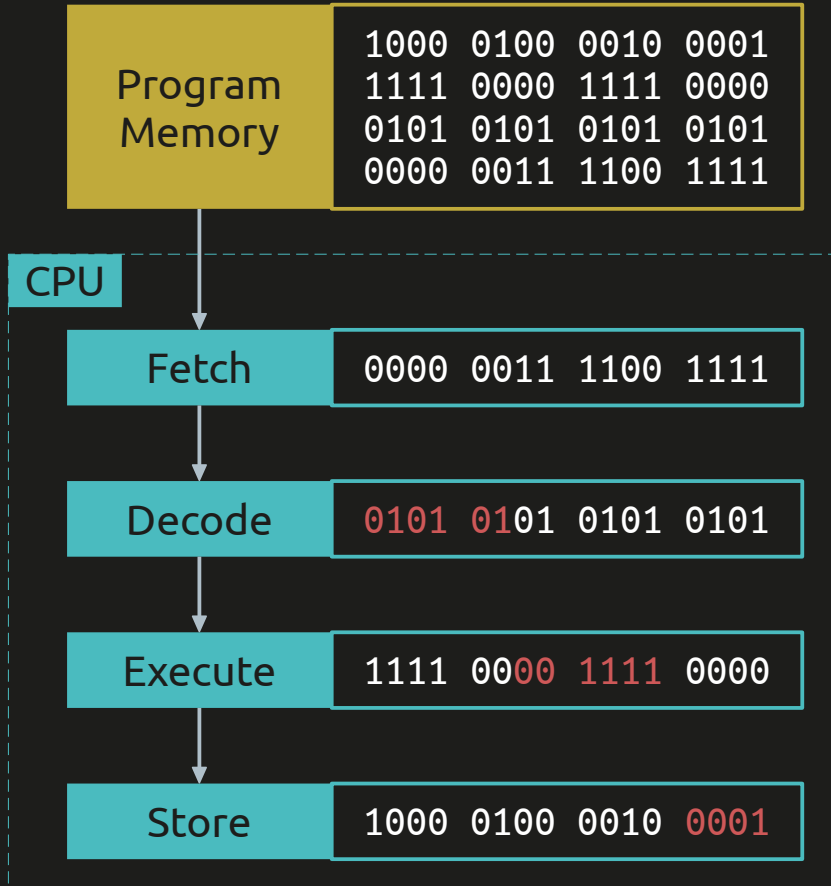 Program
Memory
1000 0100 0010 0001
1111 0000 1111 0000
0101 0101 0101 0101
0000 0011 1100 1111
CPU
Fetch
0000 0011 1100 1111
Decode
0101 0101 0101 0101
Execute
1111 0000 1111 0000
Store
1000 0100 0010 0001